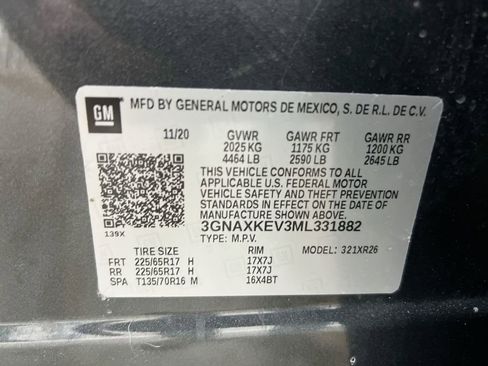 GM
MFD BY GENERAL MOTORS DE MEXICO, S. DE R.L. DE C.V.
11/20 GVWR GAWR FRT GAWR RR
2025 KG 1175 KG 1200 KG
4464 LB 2590 LB 2645 LB
THIS VEHICLE CONFORMS TO ALL
APPLICABLE U.S. FEDERAL MOTOR
VEHICLE SAFETY AND THEFT PREVENTION
STANDARDS IN EFFECT ON THE DATE OF
MANUFACTURE SHOWN ABOVE.
3GNAXKEV3ML331882
139X TYPE: M.P.V. MODEL: 321XR26
TIRE SIZE RIM
FRT 225/65R17 H 17X7J
RR 225/65R17 H 17X7J
SPA T135/70R16 M 16X4BT